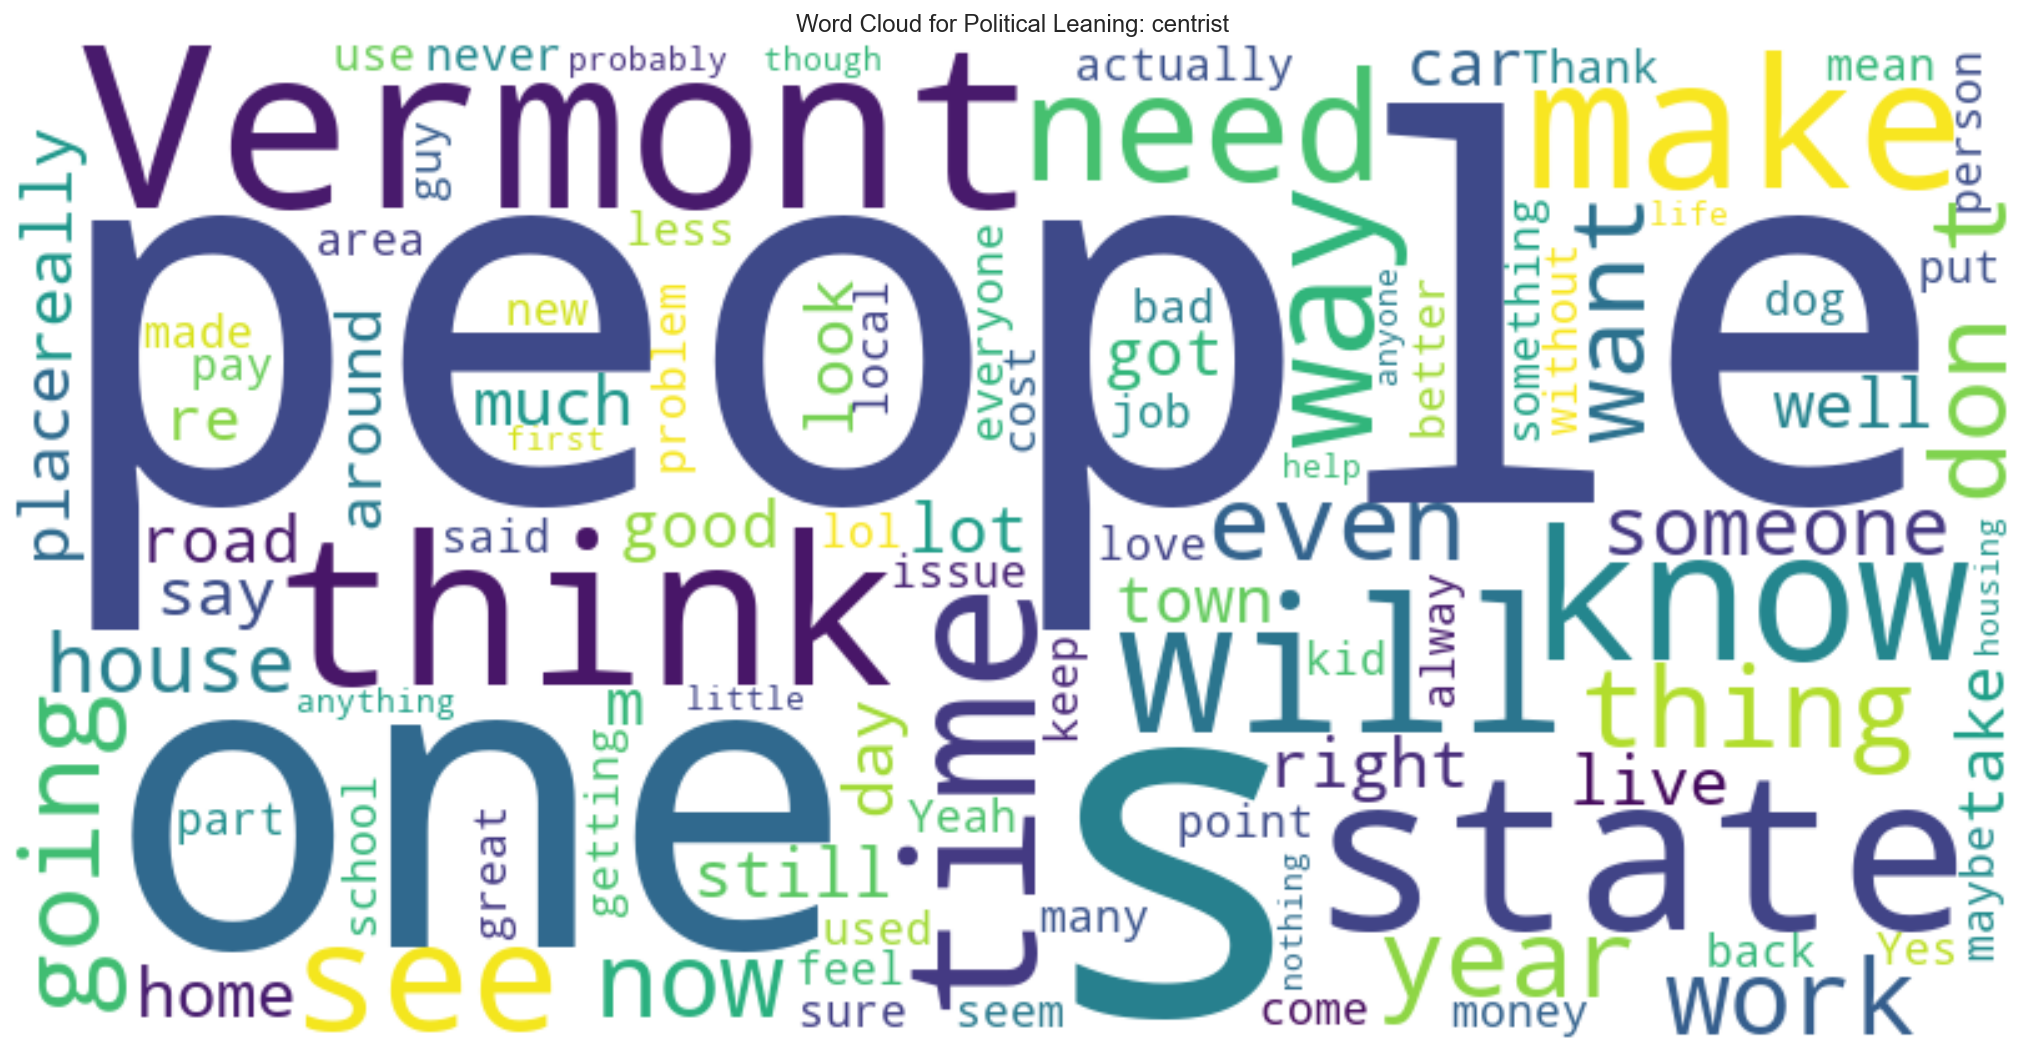 Word Cloud for Political Leaning: centrist
Vermont
use
never
probably
though
actually
car
Thank
mean
person
need
make
guy
really
place
people
area
less
everyone
way
something
want
life
without
don t
put
made
pay
re
around
new
much
first
problem
look
local
cost
bad
got
job
anyone
better
help
dog
well
road
say
said
think
good
lol
lot
issue
love
even
someone
know
housing
town
will
kid
alway
keep
time
house
anything
m
little
going
one
part
school
great
getting
day
Yeah
still
used
thing
take
maybe
right
live
s
point
state
nothing
many
home
see
now
feel
sure
seem
come
year
money
back
Yes
work